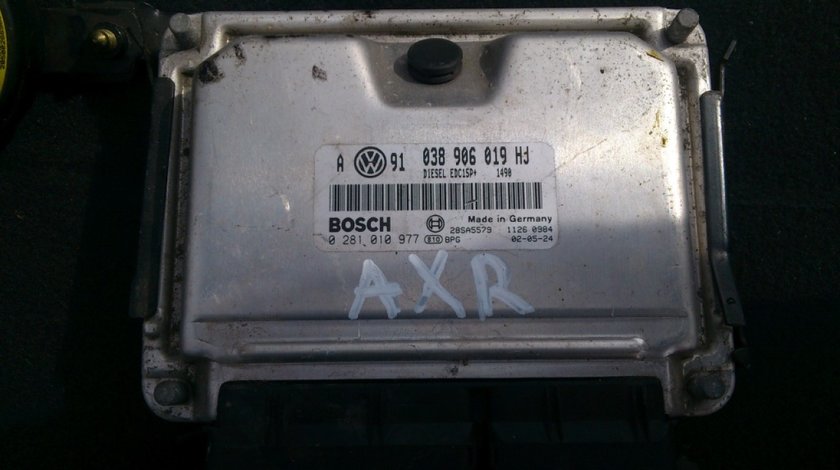 A 91 038 906 019 HJ
DIESEL EDC15P+ 1490
BOSCH Made in Germany
28SA5579 1126 0984
0 281 010 977 810 BPG 02-05-24
AXR